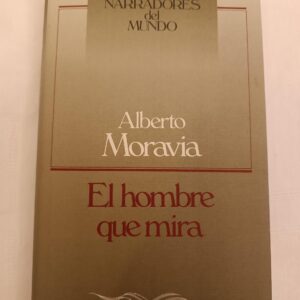 NARRADORES
del
MUNDO
Alberto
Moravia
El hombre
que mira